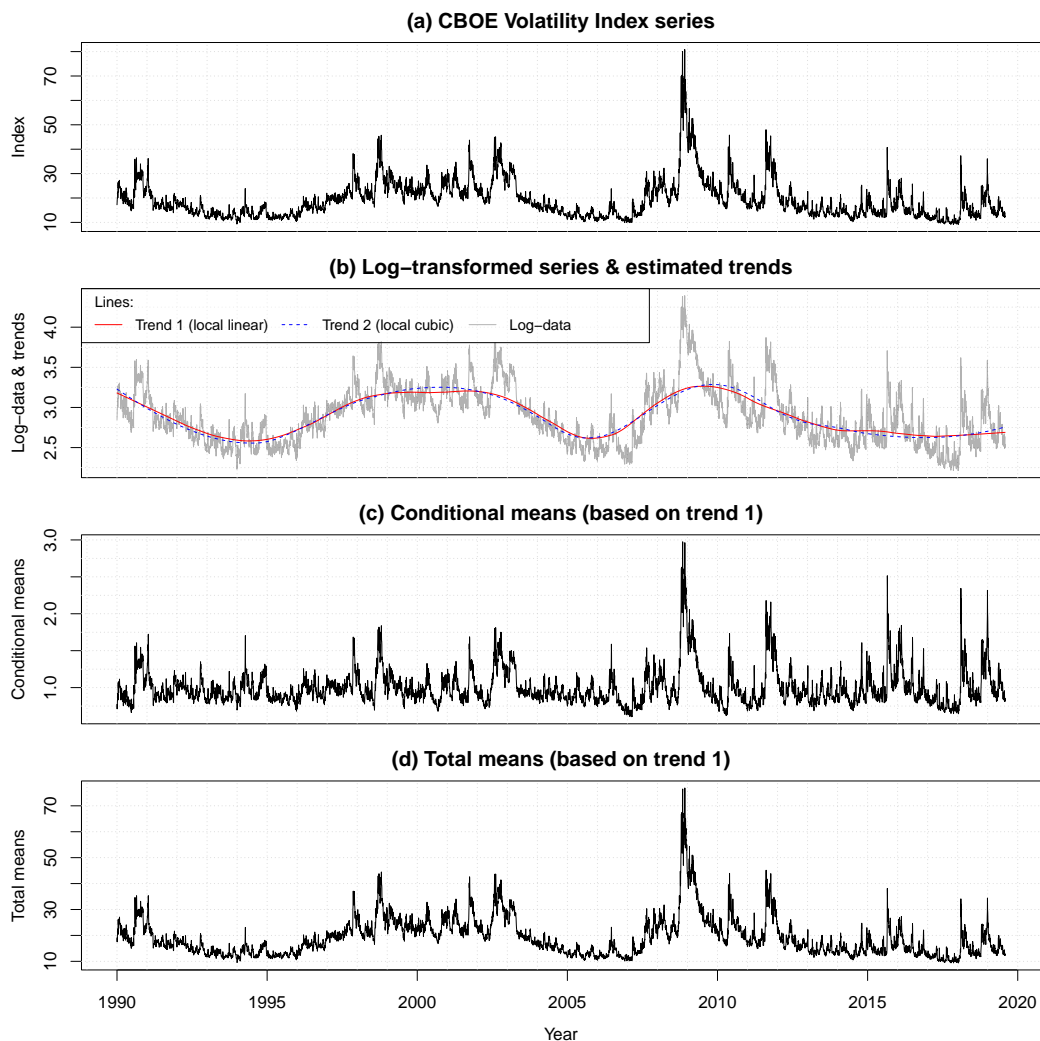 (a) CBOE Volatility Index series
Index
70
50
30
10
(b) Log−transformed series & estimated trends
Log−data & trends
Lines:
Trend 1 (local linear) Trend 2 (local cubic) Log−data
4.0
3.5
3.0
2.5
(c) Conditional means (based on trend 1)
Conditional means
3.0
2.0
1.0
(d) Total means (based on trend 1)
Total means
70
50
30
10
1990 1995 2000 2005 2010 2015 2020
Year